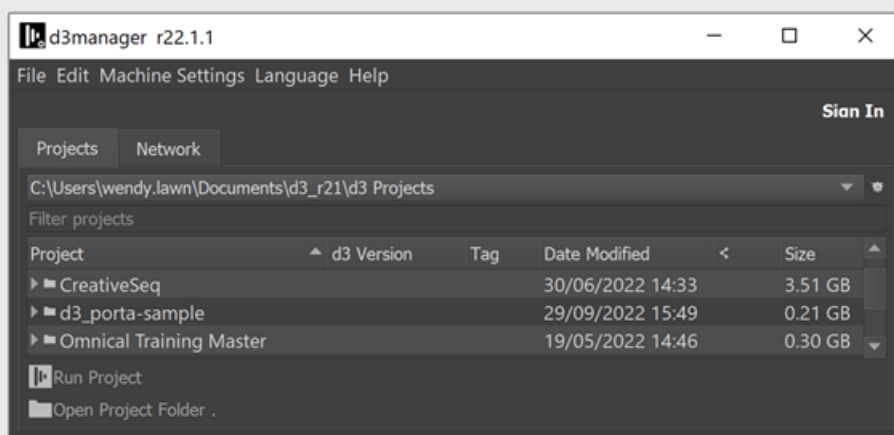 d3manager r22.1.1
File Edit Machine Settings Language Help
Sign In
Projects Network
C:\Users\wendy.lawn\Documents\d3_r21\d3 Projects
Filter projects
Project d3 Version Tag Date Modified < Size
CreativeSeq 30/06/2022 14:33 3.51 GB
d3_porta-sample 29/09/2022 15:49 0.21 GB
Omnical Training Master 19/05/2022 14:46 0.30 GB
Run Project
Open Project Folder .